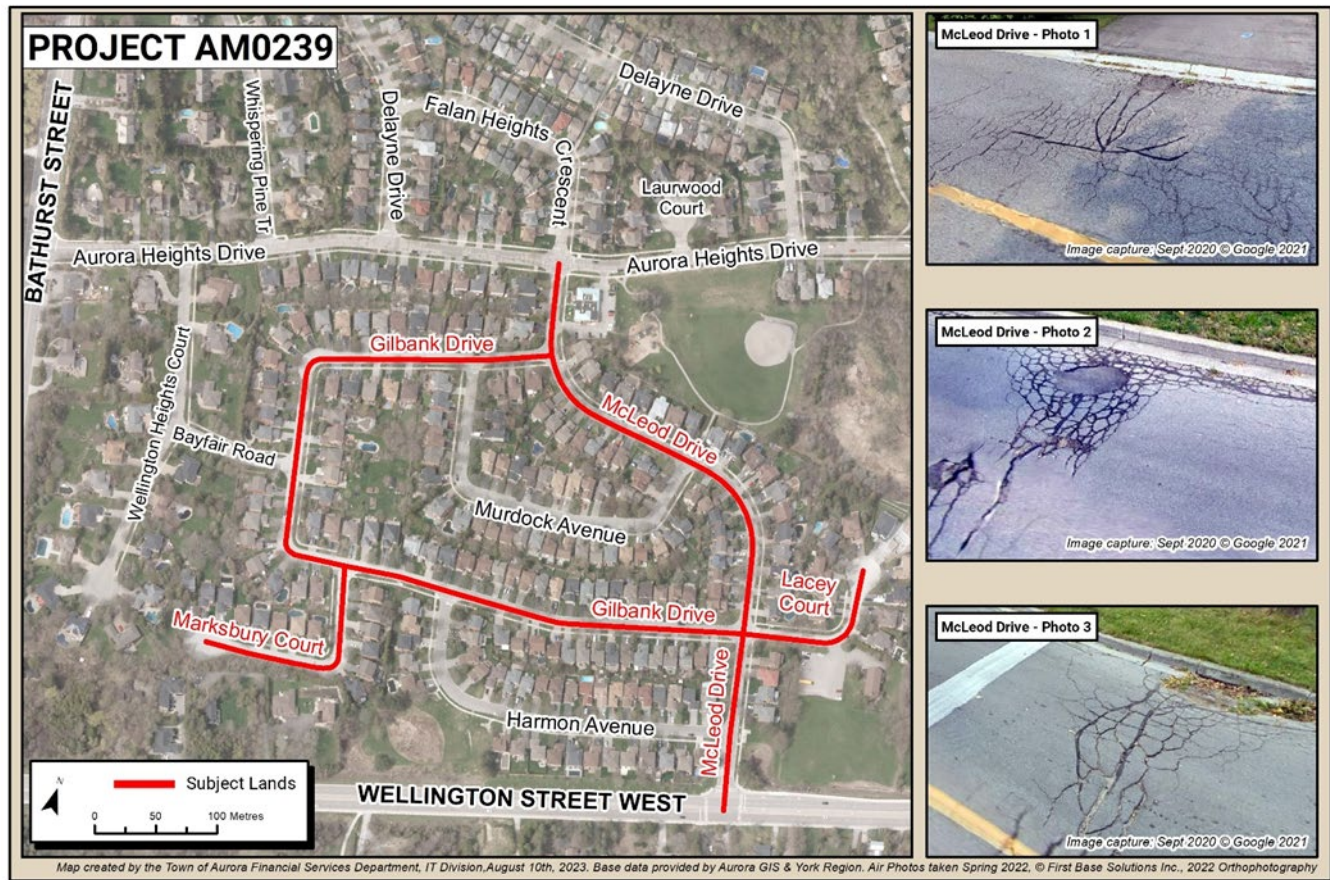 PROJECT AM0239
BATHURST STREET
Whispering Pine Tr
Delayne Drive
Falan Heights Crescent
Delayne Drive
Laurwood
Court
Aurora Heights Drive
Aurora Heights Drive
Wellington Heights Court
Gilbank Drive
McLeod Drive
Bayfair Road
Murdock Avenue
Lacey
Court
Gilbank Drive
Marksbury Court
McLeod Drive
Harmon Avenue
WELLINGTON STREET WEST
N
Subject Lands
0 50 100 Metres
McLeod Drive - Photo 1
Image capture: Sept 2020 © Google 2021
McLeod Drive - Photo 2
Image capture: Sept 2020 © Google 2021
McLeod Drive - Photo 3
Image capture: Sept 2020 © Google 2021
Map created by the Town of Aurora Financial Services Department, IT Division,August 10th, 2023. Base data provided by Aurora GIS & York Region. Air Photos taken Spring 2022, © First Base Solutions Inc., 2022 Orthophotography